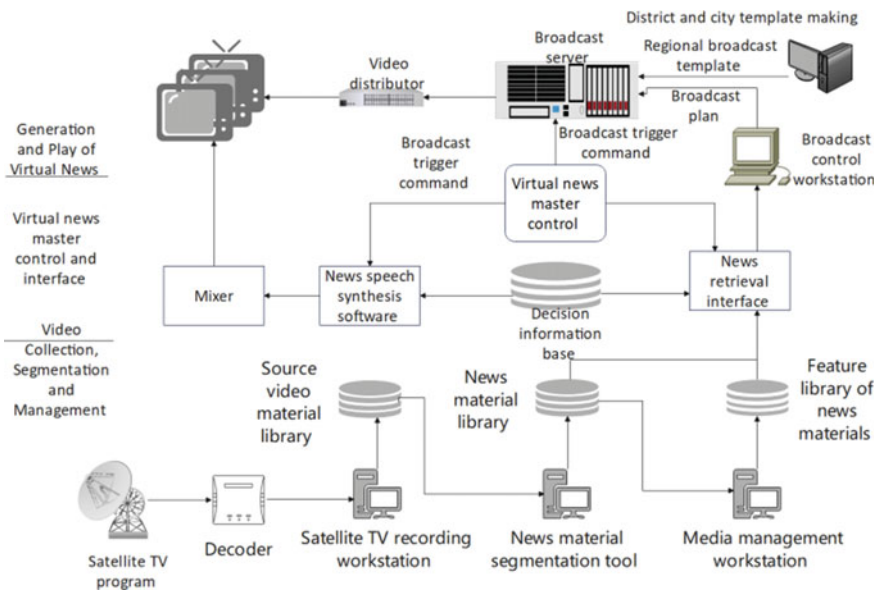 District and city template making
Broadcast
server
Regional broadcast
template
Video
distributor
Broadcast
plan
Generation
and Play of
Virtual News
Broadcast
trigger
command
Broadcast trigger
command
Broadcast
control
workstation
Virtual news
master
control
Virtual news
master
control and
interface
Mixer
News speech
synthesis
software
News
retrieval
interface
Decision
information
base
Video
Collection,
Segmentation
and
Management
Source
video
material
library
News
material
library
Feature
library of
news
materials
Satellite TV
program
Decoder
Satellite TV recording
workstation
News material
segmentation tool
Media management
workstation